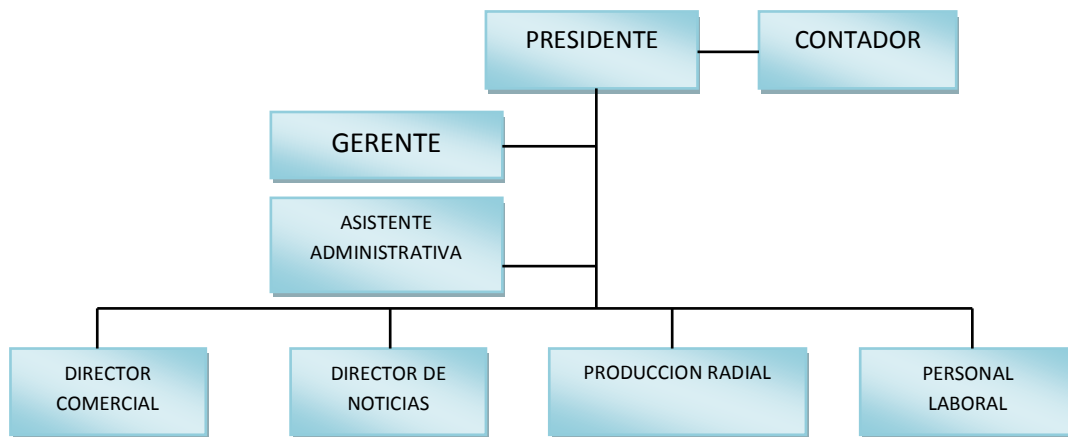 PRESIDENTE
CONTADOR
GERENTE
ASISTENTE
ADMINISTRATIVA
DIRECTOR
COMERCIAL
DIRECTOR DE
NOTICIAS
PRODUCCION RADIAL
PERSONAL
LABORAL